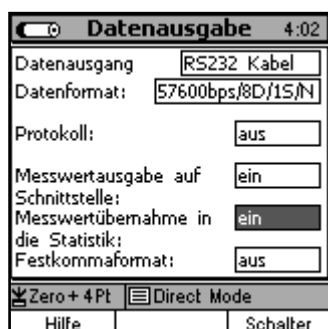 Datenausgabe 4:02
Datenausgang RS232 Kabel
Datenformat: 57600bps/8D/1S/N
Protokoll: aus
Messwertausgabe auf ein
Schnittstelle:
Messwertübernahme in ein
die Statistik:
Festkommaformat: aus
Zero + 4 Pt Direct Mode
Hilfe Schalter